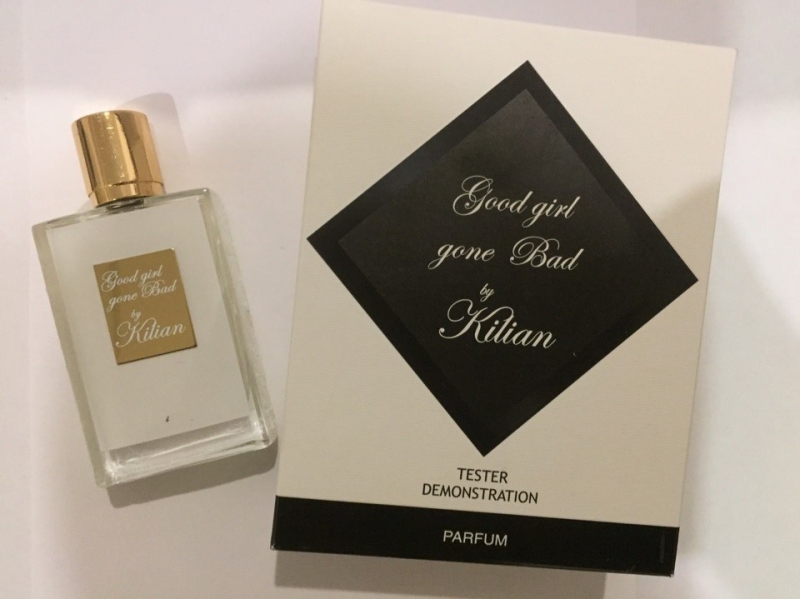 Good girl
gone Bad
by
Kilian
Good girl
gone Bad
by
Kilian
TESTER
DEMONSTRATION
PARFUM